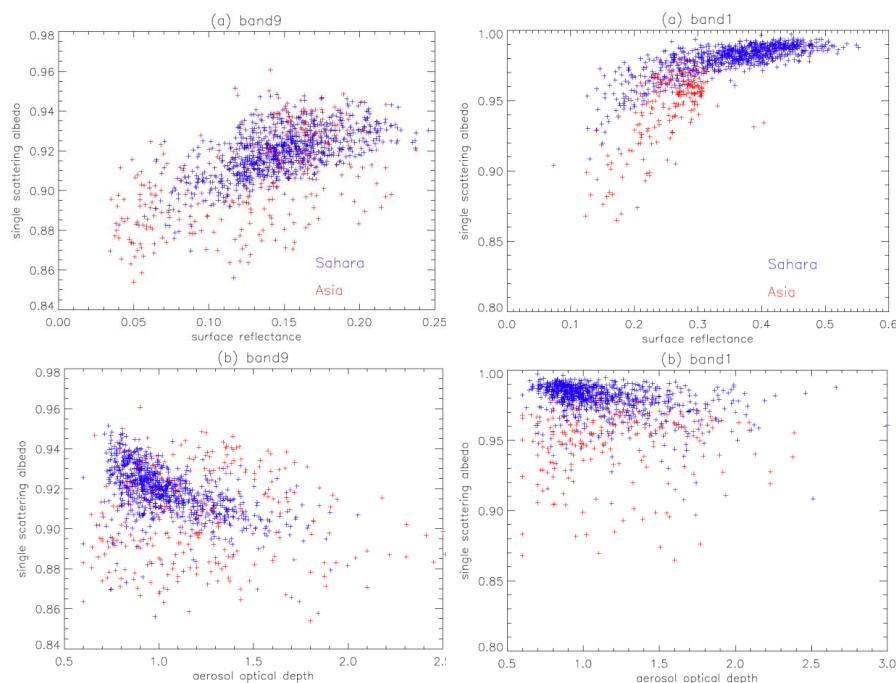 (a) band9
0.98
0.96
0.94
0.92
0.90
0.88
0.86
0.84
single scattering albedo
Sahara
Asia
0.00 0.05 0.10 0.15 0.20 0.25
surface reflectance
(a) band1
1.00
0.95
0.90
0.85
0.80
single scattering albedo
Sahara
Asia
0.0 0.1 0.2 0.3 0.4 0.5 0.6
surface reflectance
(b) band9
0.98
0.96
0.94
0.92
0.90
0.88
0.86
0.84
single scattering albedo
0.5 1.0 1.5 2.0 2.5
aerosol optical depth
(b) band1
1.00
0.95
0.90
0.85
0.80
single scattering albedo
0.5 1.0 1.5 2.0 2.5 3.0
aerosol optical depth